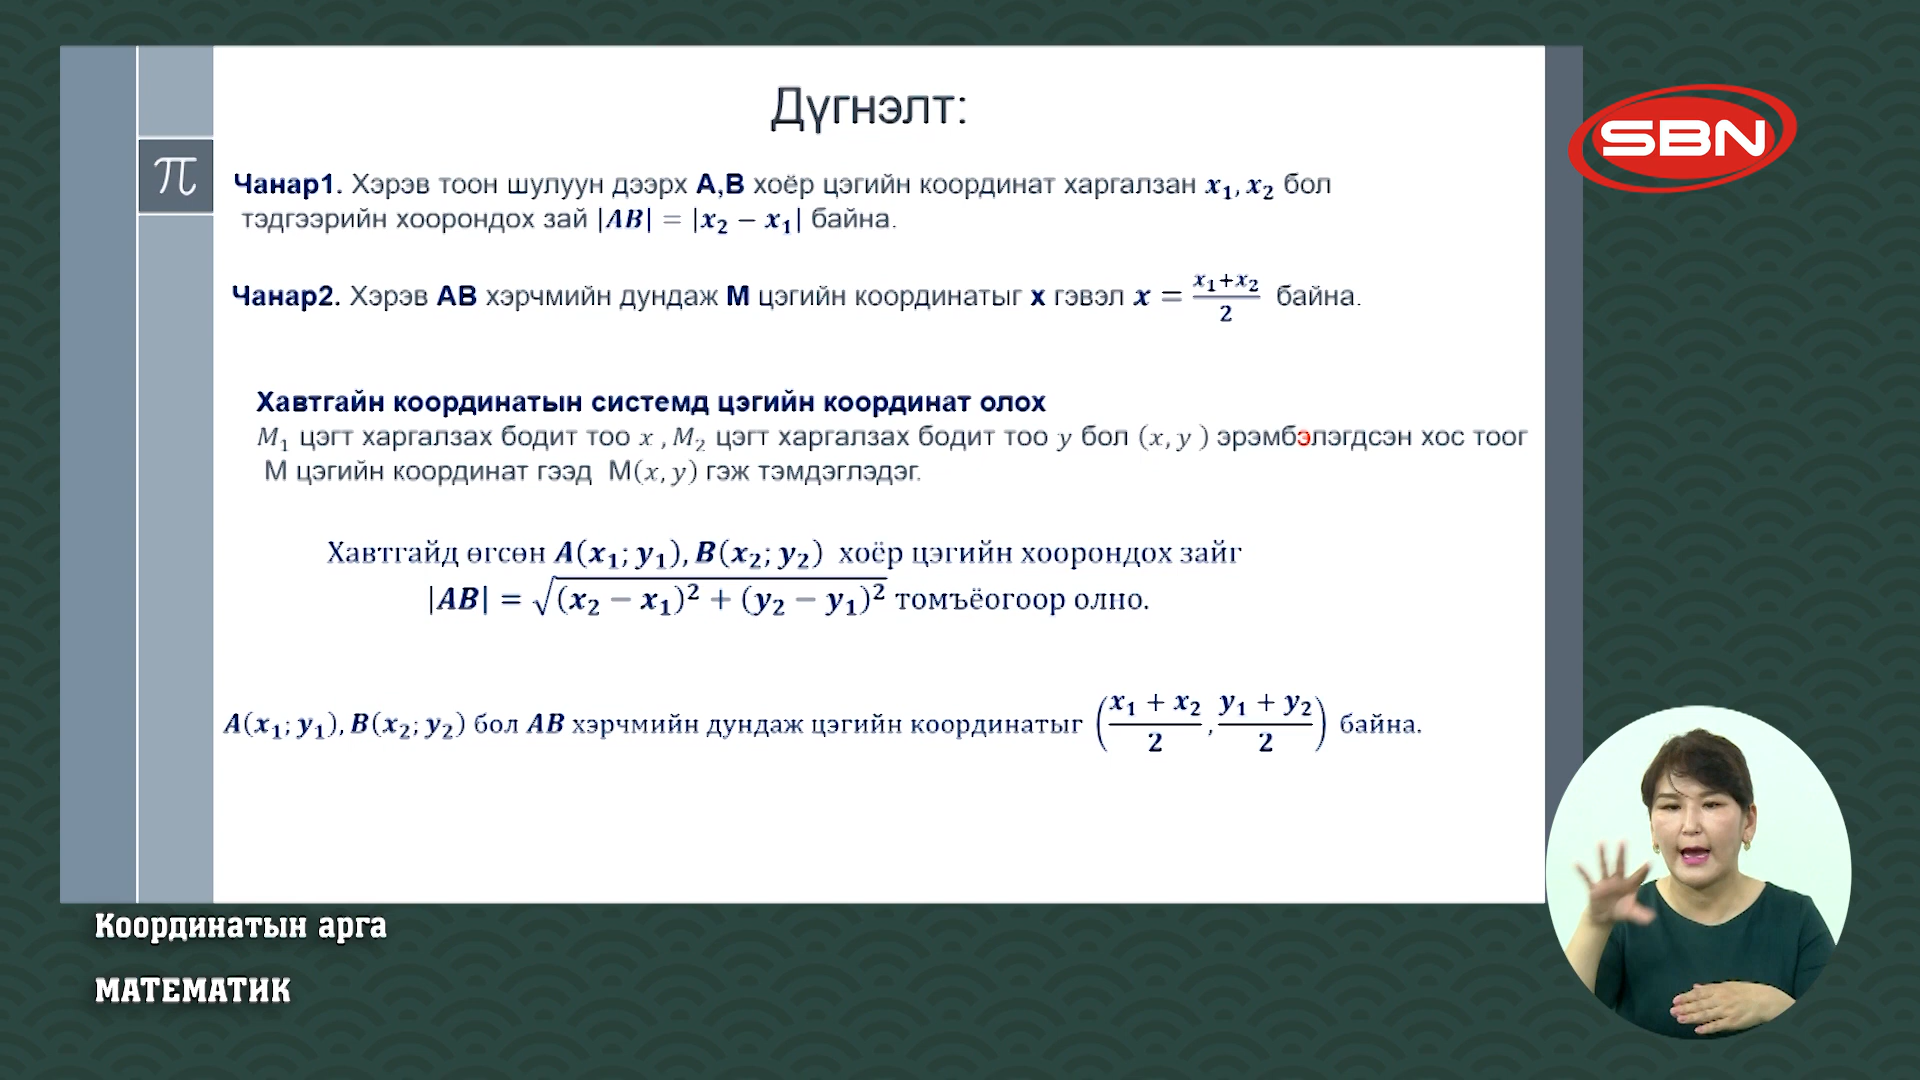 Дүгнэлт:
SBN
π
Чанар1. Хэрэв тоон шулуун дээрх А,В хоёр цэгийн координат харгалзан x₁, x₂ бол
тэдгээрийн хоорондох зай |AB| = |x₂ − x₁| байна.
Чанар2. Хэрэв АВ хэрчмийн дундаж М цэгийн координатыг х гэвэл x = (x₁+x₂)/2 байна.
Хавтгайн координатын системд цэгийн координат олох
M₁ цэгт харгалзах бодит тоо x , M₂ цэгт харгалзах бодит тоо y бол (x, y ) эрэмбэлэгдсэн хос тоог
М цэгийн координат гээд М(x, y) гэж тэмдэглэдэг.
Хавтгайд өгсөн A(x₁; y₁), B(x₂; y₂) хоёр цэгийн хоорондох зайг
|AB| = √((x₂ − x₁)² + (y₂ − y₁)²) томъёогоор олно.
A(x₁; y₁), B(x₂; y₂) бол AB хэрчмийн дундаж цэгийн координатыг ((x₁ + x₂)/2, (y₁ + y₂)/2) байна.
Координатын арга
МАТЕМАТИК